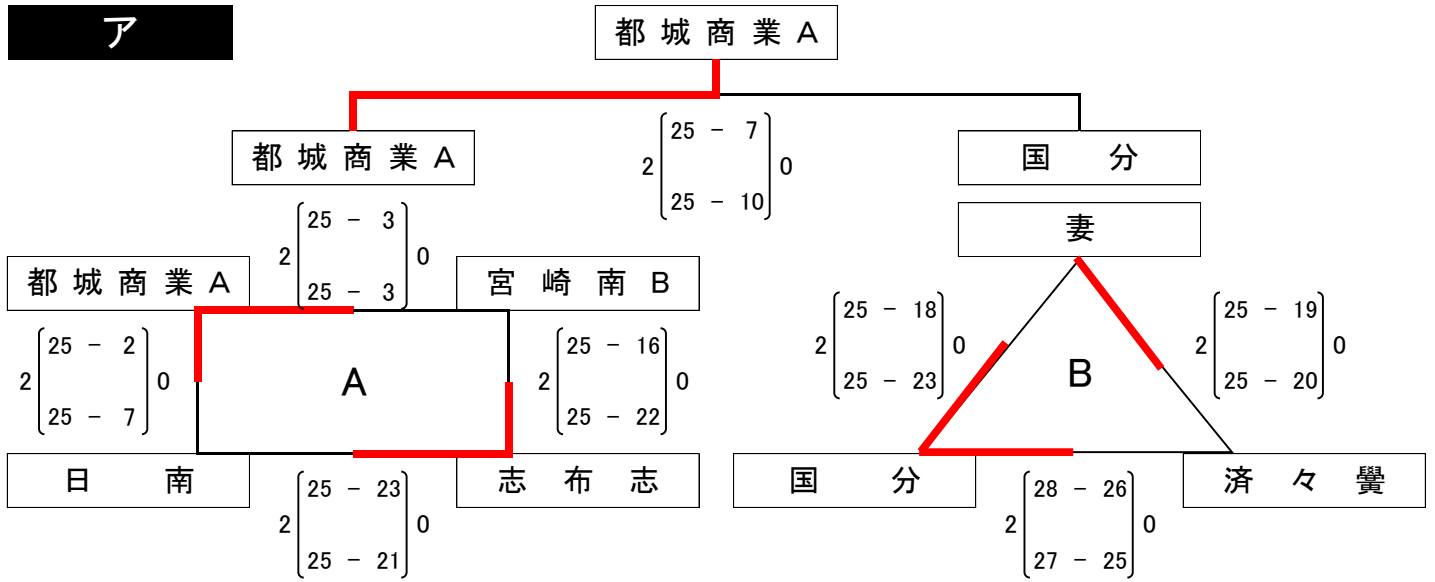 ア
都城商業A
都城商業A
2 25 - 7 0
25 - 10
国分
妻
都城商業A
2 25 - 3 0
25 - 3
宮崎南B
2 25 - 2 0
25 - 7
A
2 25 - 16 0
25 - 22
日南
2 25 - 23 0
25 - 21
志布志
2 25 - 18 0
25 - 23
B
2 25 - 19 0
25 - 20
国分
2 28 - 26 0
27 - 25
済々黌